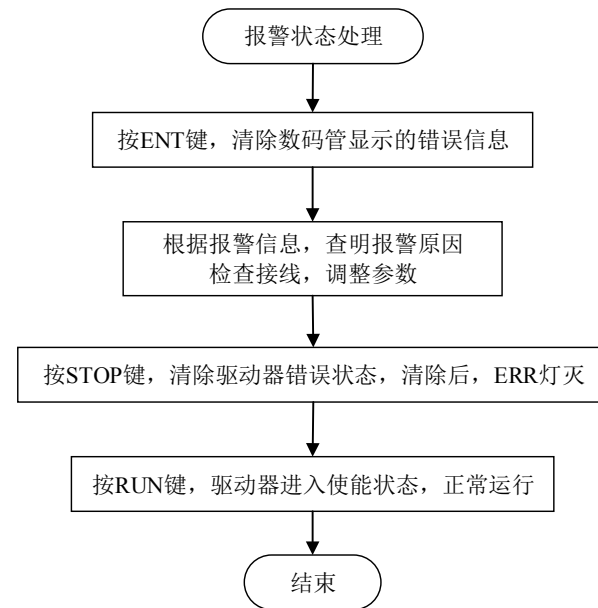 报警状态处理
按ENT键，清除数码管显示的错误信息
根据报警信息，查明报警原因
检查接线，调整参数
按STOP键，清除驱动器错误状态，清除后，ERR灯灭
按RUN键，驱动器进入使能状态，正常运行
结束